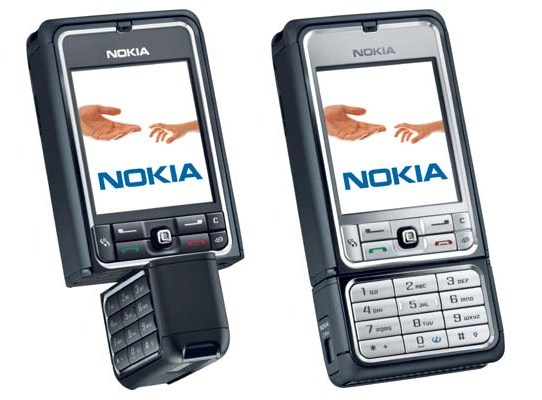 NOKIA
NOKIA
C
NOKIA
NOKIA
C
1
2 ABC
3 DEF
4 GHI
5 JKL
6 MNO
7 PQRS
8 TUV
9 WXYZ
* +
0
#